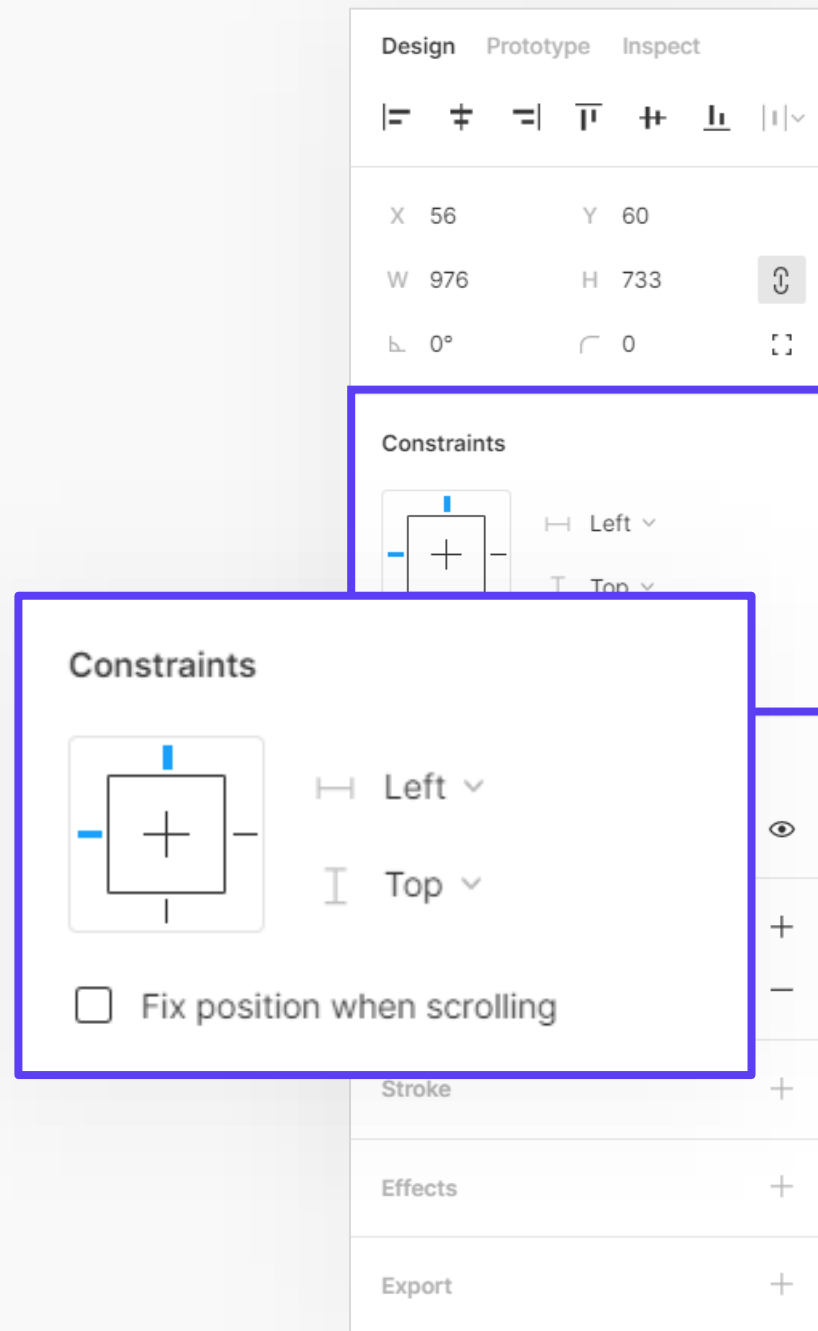 Design Prototype Inspect
X 56 Y 60
W 976 H 733
0° 0
Constraints
Left
Top
Constraints
Left
Top
Fix position when scrolling
Stroke
Effects
Export